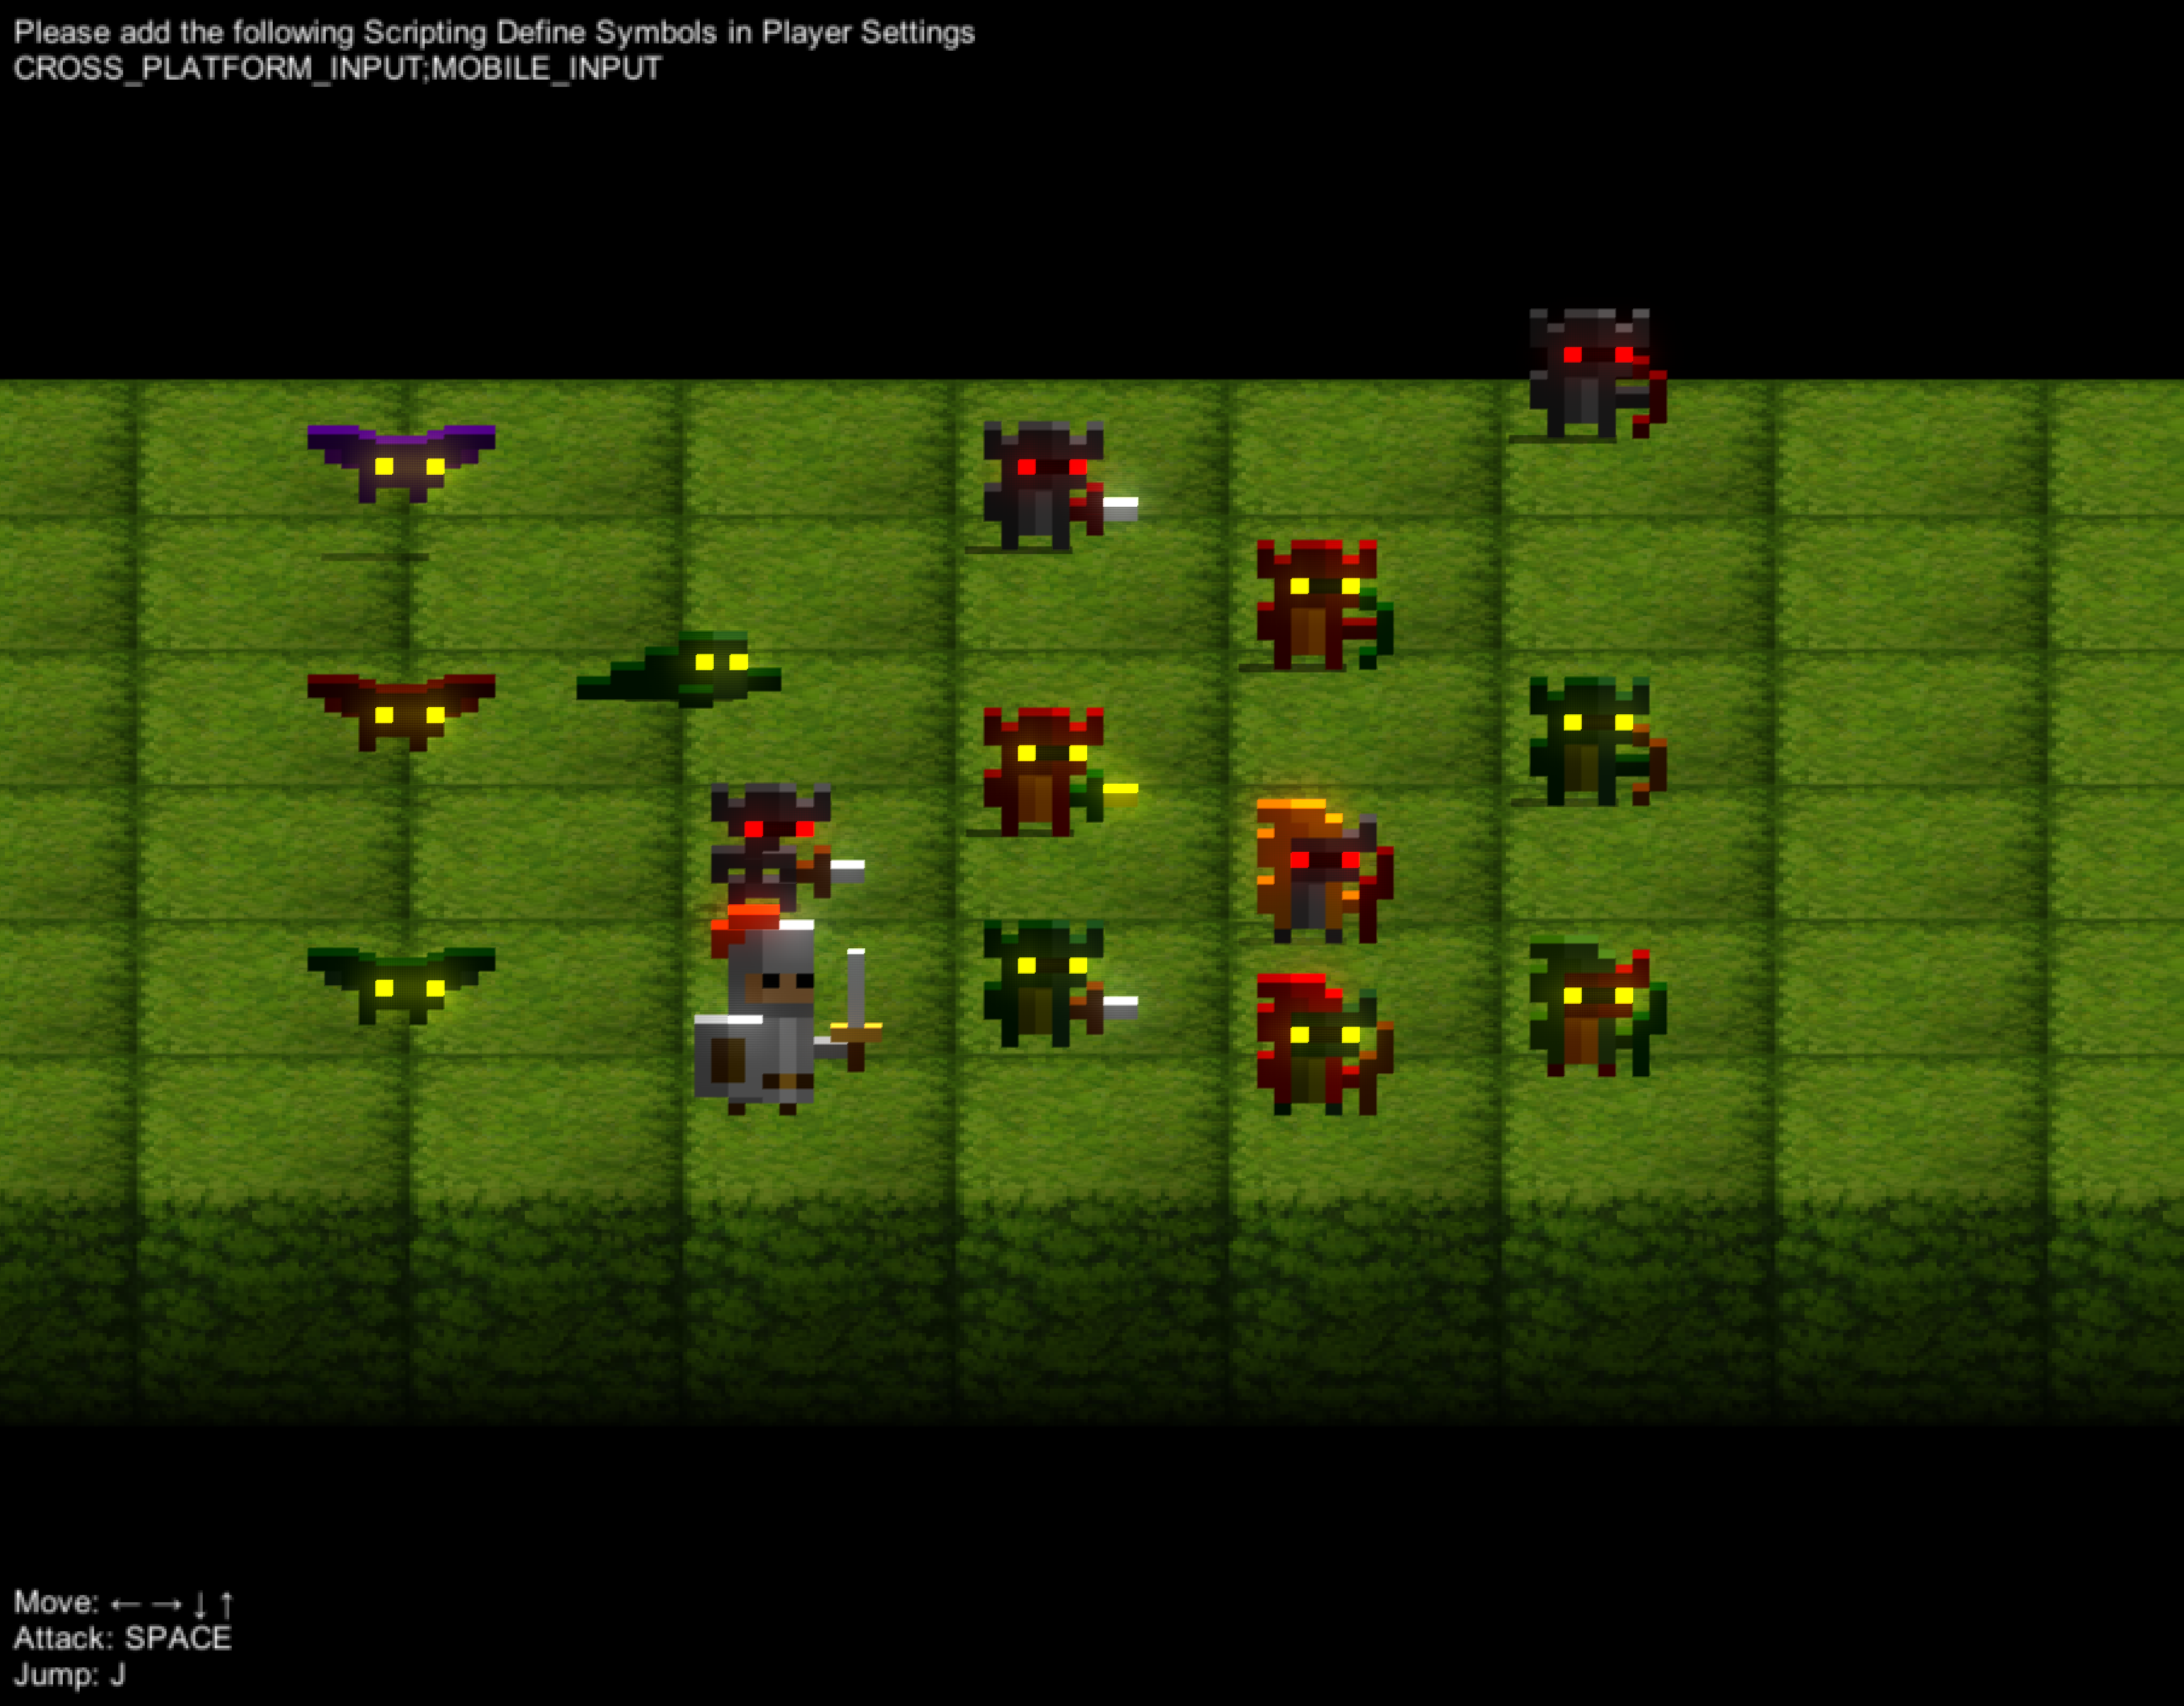 Please add the following Scripting Define Symbols in Player Settings
CROSS_PLATFORM_INPUT;MOBILE_INPUT
Move: ← → ↓ ↑
Attack: SPACE
Jump: J